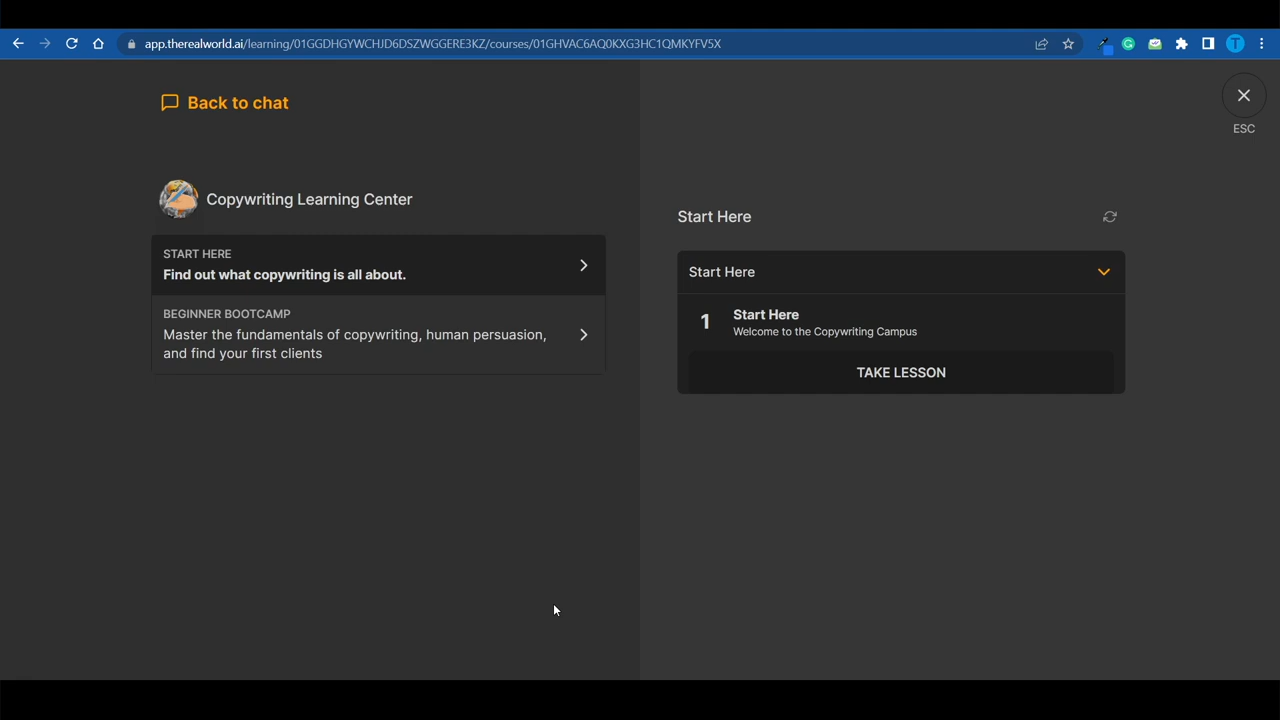 app.therealworld.ai/learning/01GGDHGYWCHJD6DSZWGGERE3KZ/courses/01GHVAC6AQ0KXG3HC1QMKYFV5X
T
Back to chat
ESC
Copywriting Learning Center
START HERE
Find out what copywriting is all about.
BEGINNER BOOTCAMP
Master the fundamentals of copywriting, human persuasion,
and find your first clients
Start Here
Start Here
1
Start Here
Welcome to the Copywriting Campus
TAKE LESSON